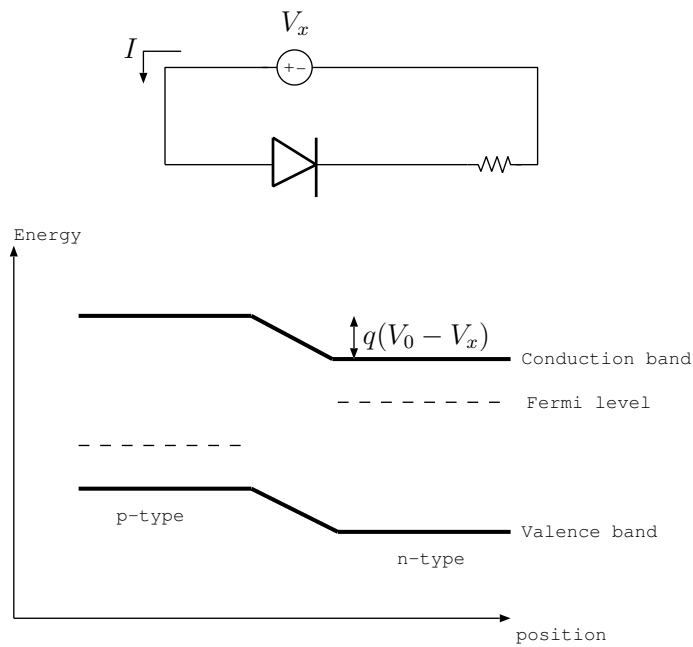 V_x
I
+ −
Energy
q(V_0 − V_x)
Conduction band
Fermi level
p−type
Valence band
n−type
position